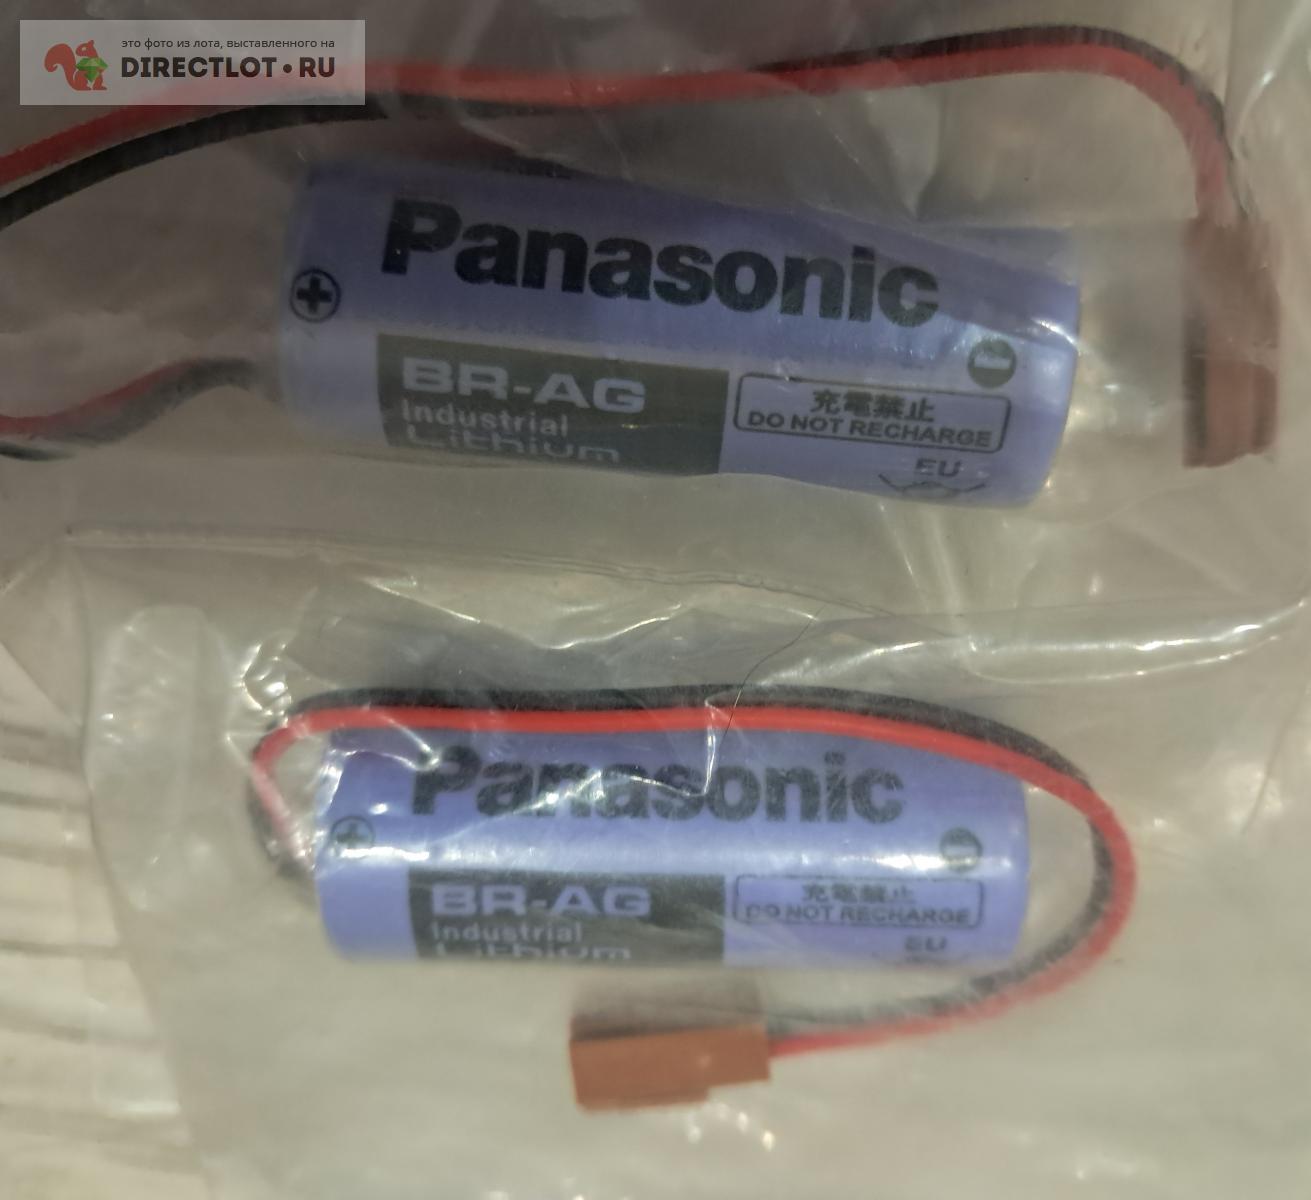 это фото из лота, выставленного на
DIRECTLOT•RU
Panasonic
BR-AG
Industrial
Lithium
充電禁止
DO NOT RECHARGE
EU
Panasonic
BR-AG
Industrial
Lithium
充電禁止
DO NOT RECHARGE
EU